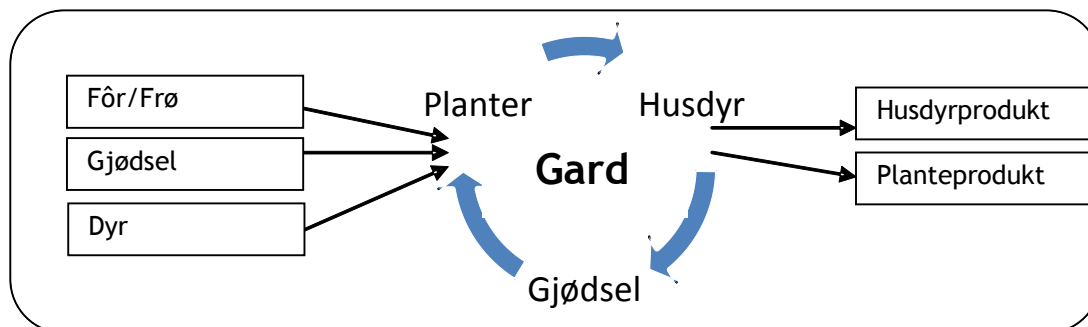 Fôr/Frø
Gjødsel
Dyr
Planter
Husdyr
Gard
Gjødsel
Husdyrprodukt
Planteprodukt